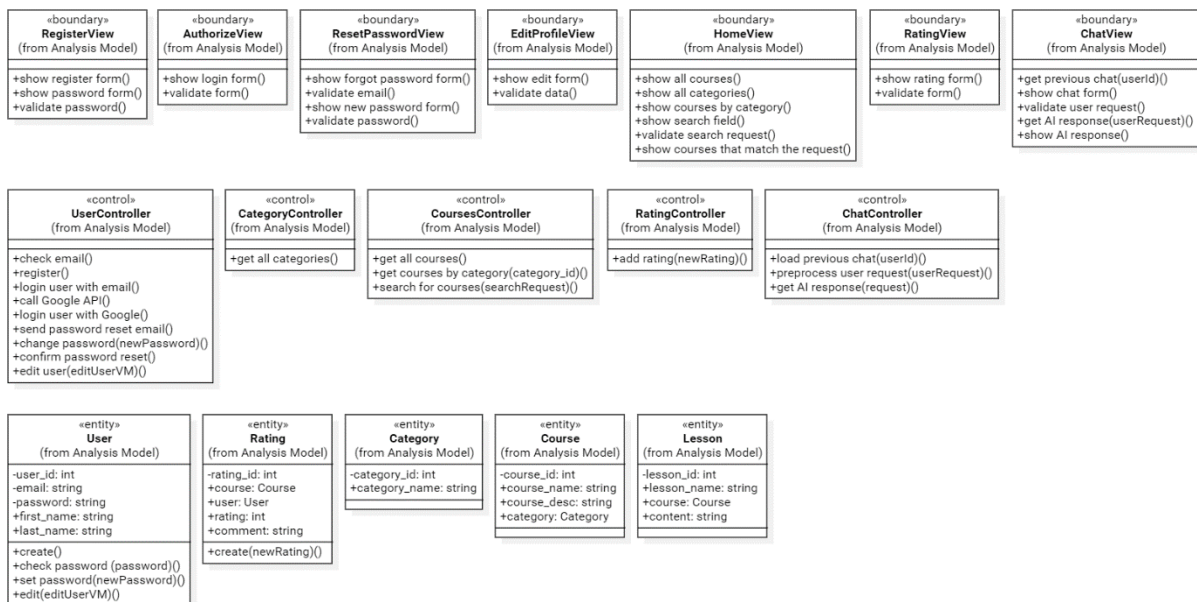 «boundary»
RegisterView
(from Analysis Model)
+show register form()
+show password form()
+validate password()
«boundary»
AuthorizeView
(from Analysis Model)
+show login form()
+validate form()
«boundary»
ResetPasswordView
(from Analysis Model)
+show forgot password form()
+validate email()
+show new password form()
+validate password()
«boundary»
EditProfileView
(from Analysis Model)
+show edit form()
+validate data()
«boundary»
HomeView
(from Analysis Model)
+show all courses()
+show all categories()
+show courses by category()
+show search field()
+validate search request()
+show courses that match the request()
«boundary»
RatingView
(from Analysis Model)
+show rating form()
+validate form()
«boundary»
ChatView
(from Analysis Model)
+get previous chat(userId)()
+show chat form()
+validate user request()
+get AI response(userRequest)()
+show AI response()
«control»
UserController
(from Analysis Model)
+check email()
+register()
+login user with email()
+call Google API()
+login user with Google()
+send password reset email()
+change password(newPassword)()
+confirm password reset()
+edit user(editUserVM)()
«control»
CategoryController
(from Analysis Model)
+get all categories()
«control»
CoursesController
(from Analysis Model)
+get all courses()
+get courses by category(category_id)()
+search for courses(searchRequest)()
«control»
RatingController
(from Analysis Model)
+add rating(newRating)()
«control»
ChatController
(from Analysis Model)
+load previous chat(userId)()
+preprocess user request(userRequest)()
+get AI response(request)()
«entity»
User
(from Analysis Model)
-user_id: int
-email: string
-password: string
+first_name: string
+last_name: string
+create()
+check password (password)()
+set password(newPassword)()
+edit(editUserVM)()
«entity»
Rating
(from Analysis Model)
-rating_id: int
+course: Course
+user: User
+rating: int
+comment: string
+create(newRating)()
«entity»
Category
(from Analysis Model)
-category_id: int
+category_name: string
«entity»
Course
(from Analysis Model)
-course_id: int
+course_name: string
+course_desc: string
+category: Category
«entity»
Lesson
(from Analysis Model)
-lesson_id: int
+lesson_name: string
+course: Course
+content: string